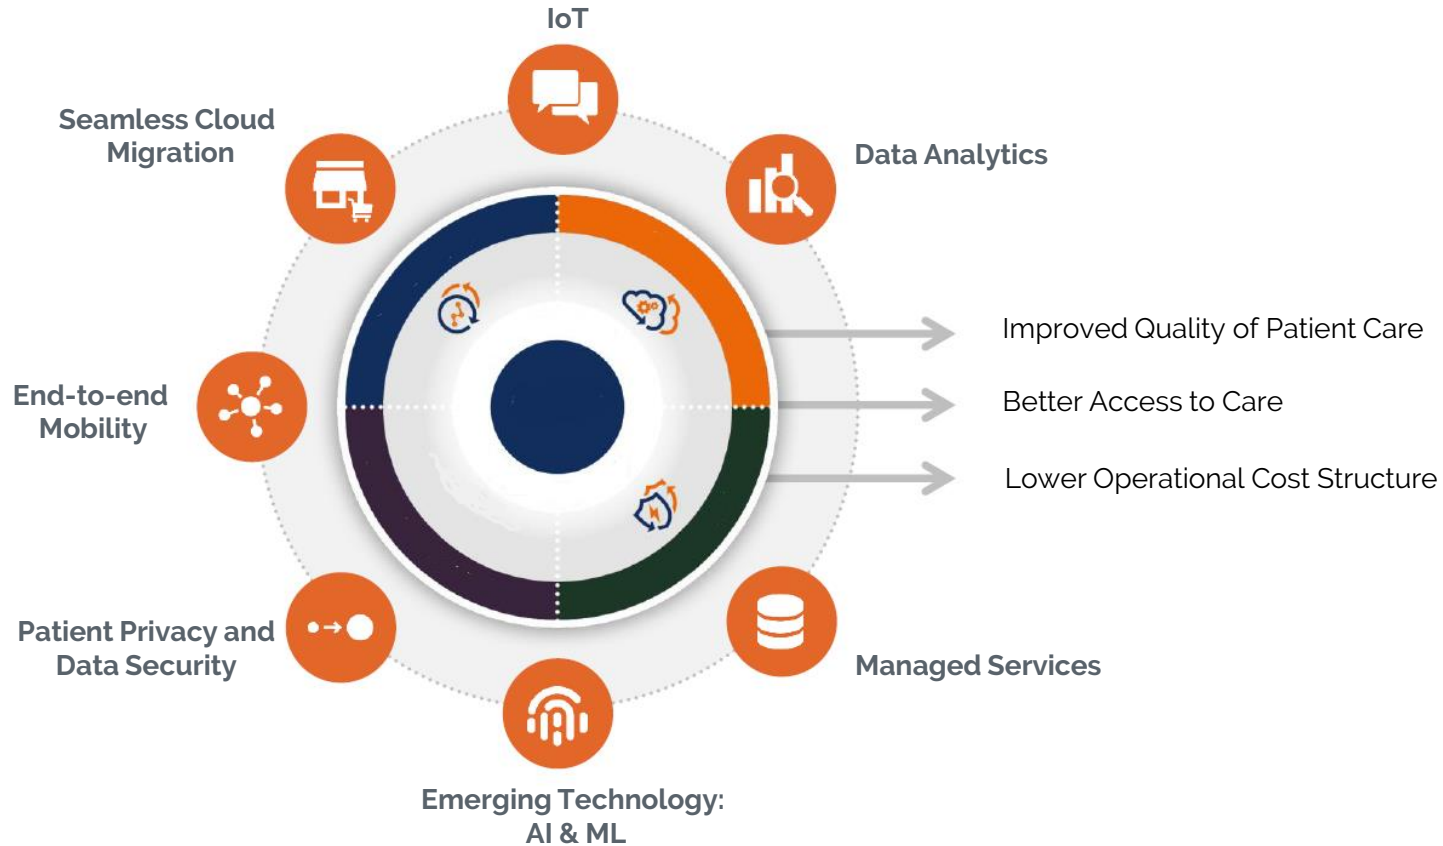 IoT
Seamless Cloud
Migration
Data Analytics
Improved Quality of Patient Care
End-to-end
Mobility
Better Access to Care
Lower Operational Cost Structure
Patient Privacy and
Data Security
Managed Services
Emerging Technology:
AI & ML